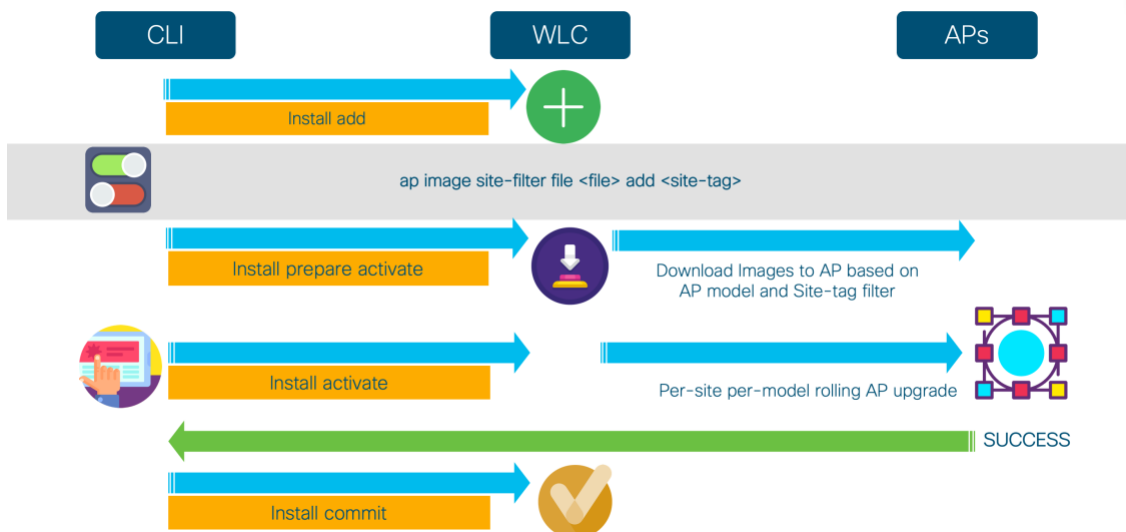 CLI
WLC
APs
Install add
ap image site-filter file <file> add <site-tag>
Install prepare activate
Download Images to AP based on
AP model and Site-tag filter
Install activate
Per-site per-model rolling AP upgrade
SUCCESS
Install commit